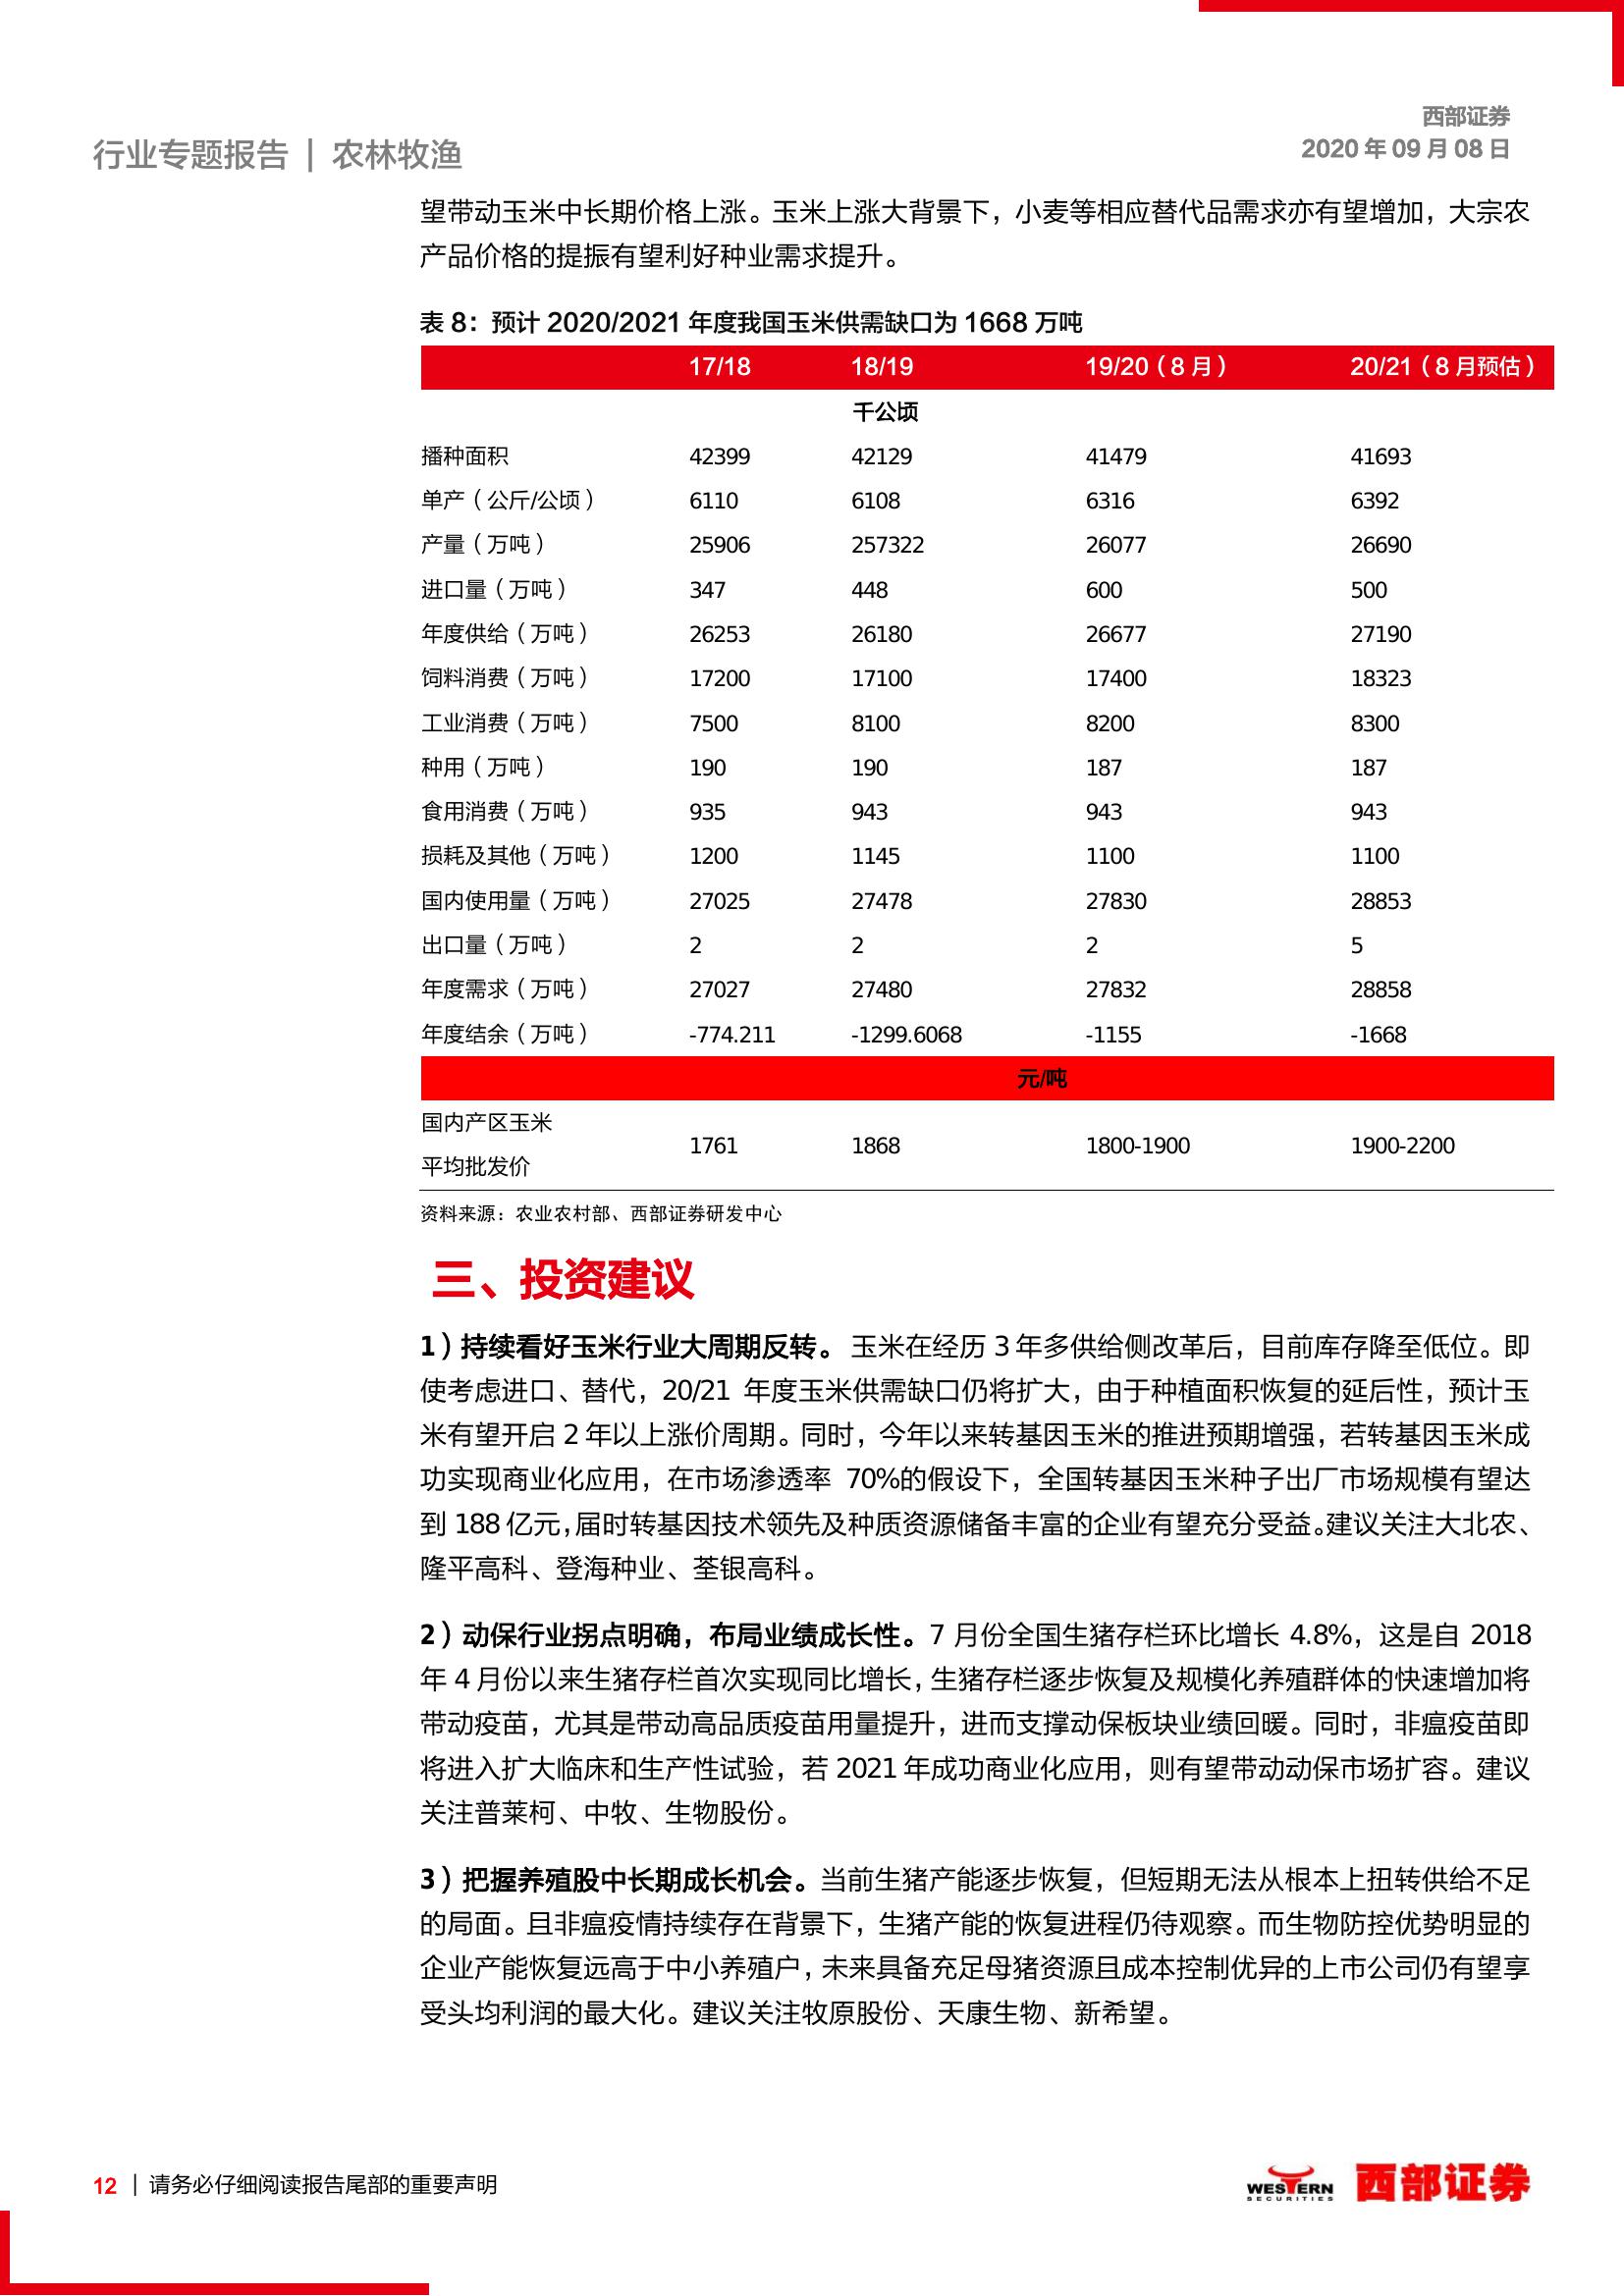 西部证券
行业专题报告 | 农林牧渔
2020 年 09 月 08 日
望带动玉米中长期价格上涨。玉米上涨大背景下，小麦等相应替代品需求亦有望增加，大宗农
产品价格的提振有望利好种业需求提升。
表 8：预计 2020/2021 年度我国玉米供需缺口为 1668 万吨
17/18 18/19 19/20（8 月） 20/21（8 月预估）
千公顷
播种面积 42399 42129 41479 41693
单产（公斤/公顷） 6110 6108 6316 6392
产量（万吨） 25906 257322 26077 26690
进口量（万吨） 347 448 600 500
年度供给（万吨） 26253 26180 26677 27190
饲料消费（万吨） 17200 17100 17400 18323
工业消费（万吨） 7500 8100 8200 8300
种用（万吨） 190 190 187 187
食用消费（万吨） 935 943 943 943
损耗及其他（万吨） 1200 1145 1100 1100
国内使用量（万吨） 27025 27478 27830 28853
出口量（万吨） 2 2 2 5
年度需求（万吨） 27027 27480 27832 28858
年度结余（万吨） -774.211 -1299.6068 -1155 -1668
元/吨
国内产区玉米
平均批发价 1761 1868 1800-1900 1900-2200
资料来源：农业农村部、西部证券研发中心
三、投资建议
1）持续看好玉米行业大周期反转。玉米在经历 3 年多供给侧改革后，目前库存降至低位。即
使考虑进口、替代，20/21 年度玉米供需缺口仍将扩大，由于种植面积恢复的延后性，预计玉
米有望开启 2 年以上涨价周期。同时，今年以来转基因玉米的推进预期增强，若转基因玉米成
功实现商业化应用，在市场渗透率 70%的假设下，全国转基因玉米种子出厂市场规模有望达
到 188 亿元，届时转基因技术领先及种质资源储备丰富的企业有望充分受益。建议关注大北农、
隆平高科、登海种业、荃银高科。
2）动保行业拐点明确，布局业绩成长性。7 月份全国生猪存栏环比增长 4.8%，这是自 2018
年 4 月份以来生猪存栏首次实现同比增长，生猪存栏逐步恢复及规模化养殖群体的快速增加将
带动疫苗，尤其是带动高品质疫苗用量提升，进而支撑动保板块业绩回暖。同时，非瘟疫苗即
将进入扩大临床和生产性试验，若 2021 年成功商业化应用，则有望带动动保市场扩容。建议
关注普莱柯、中牧、生物股份。
3）把握养殖股中长期成长机会。当前生猪产能逐步恢复，但短期无法从根本上扭转供给不足
的局面。且非瘟疫情持续存在背景下，生猪产能的恢复进程仍待观察。而生物防控优势明显的
企业产能恢复远高于中小养殖户，未来具备充足母猪资源且成本控制优异的上市公司仍有望享
受头均利润的最大化。建议关注牧原股份、天康生物、新希望。
12 | 请务必仔细阅读报告尾部的重要声明
WESTERN
SECURITIES
西部证券